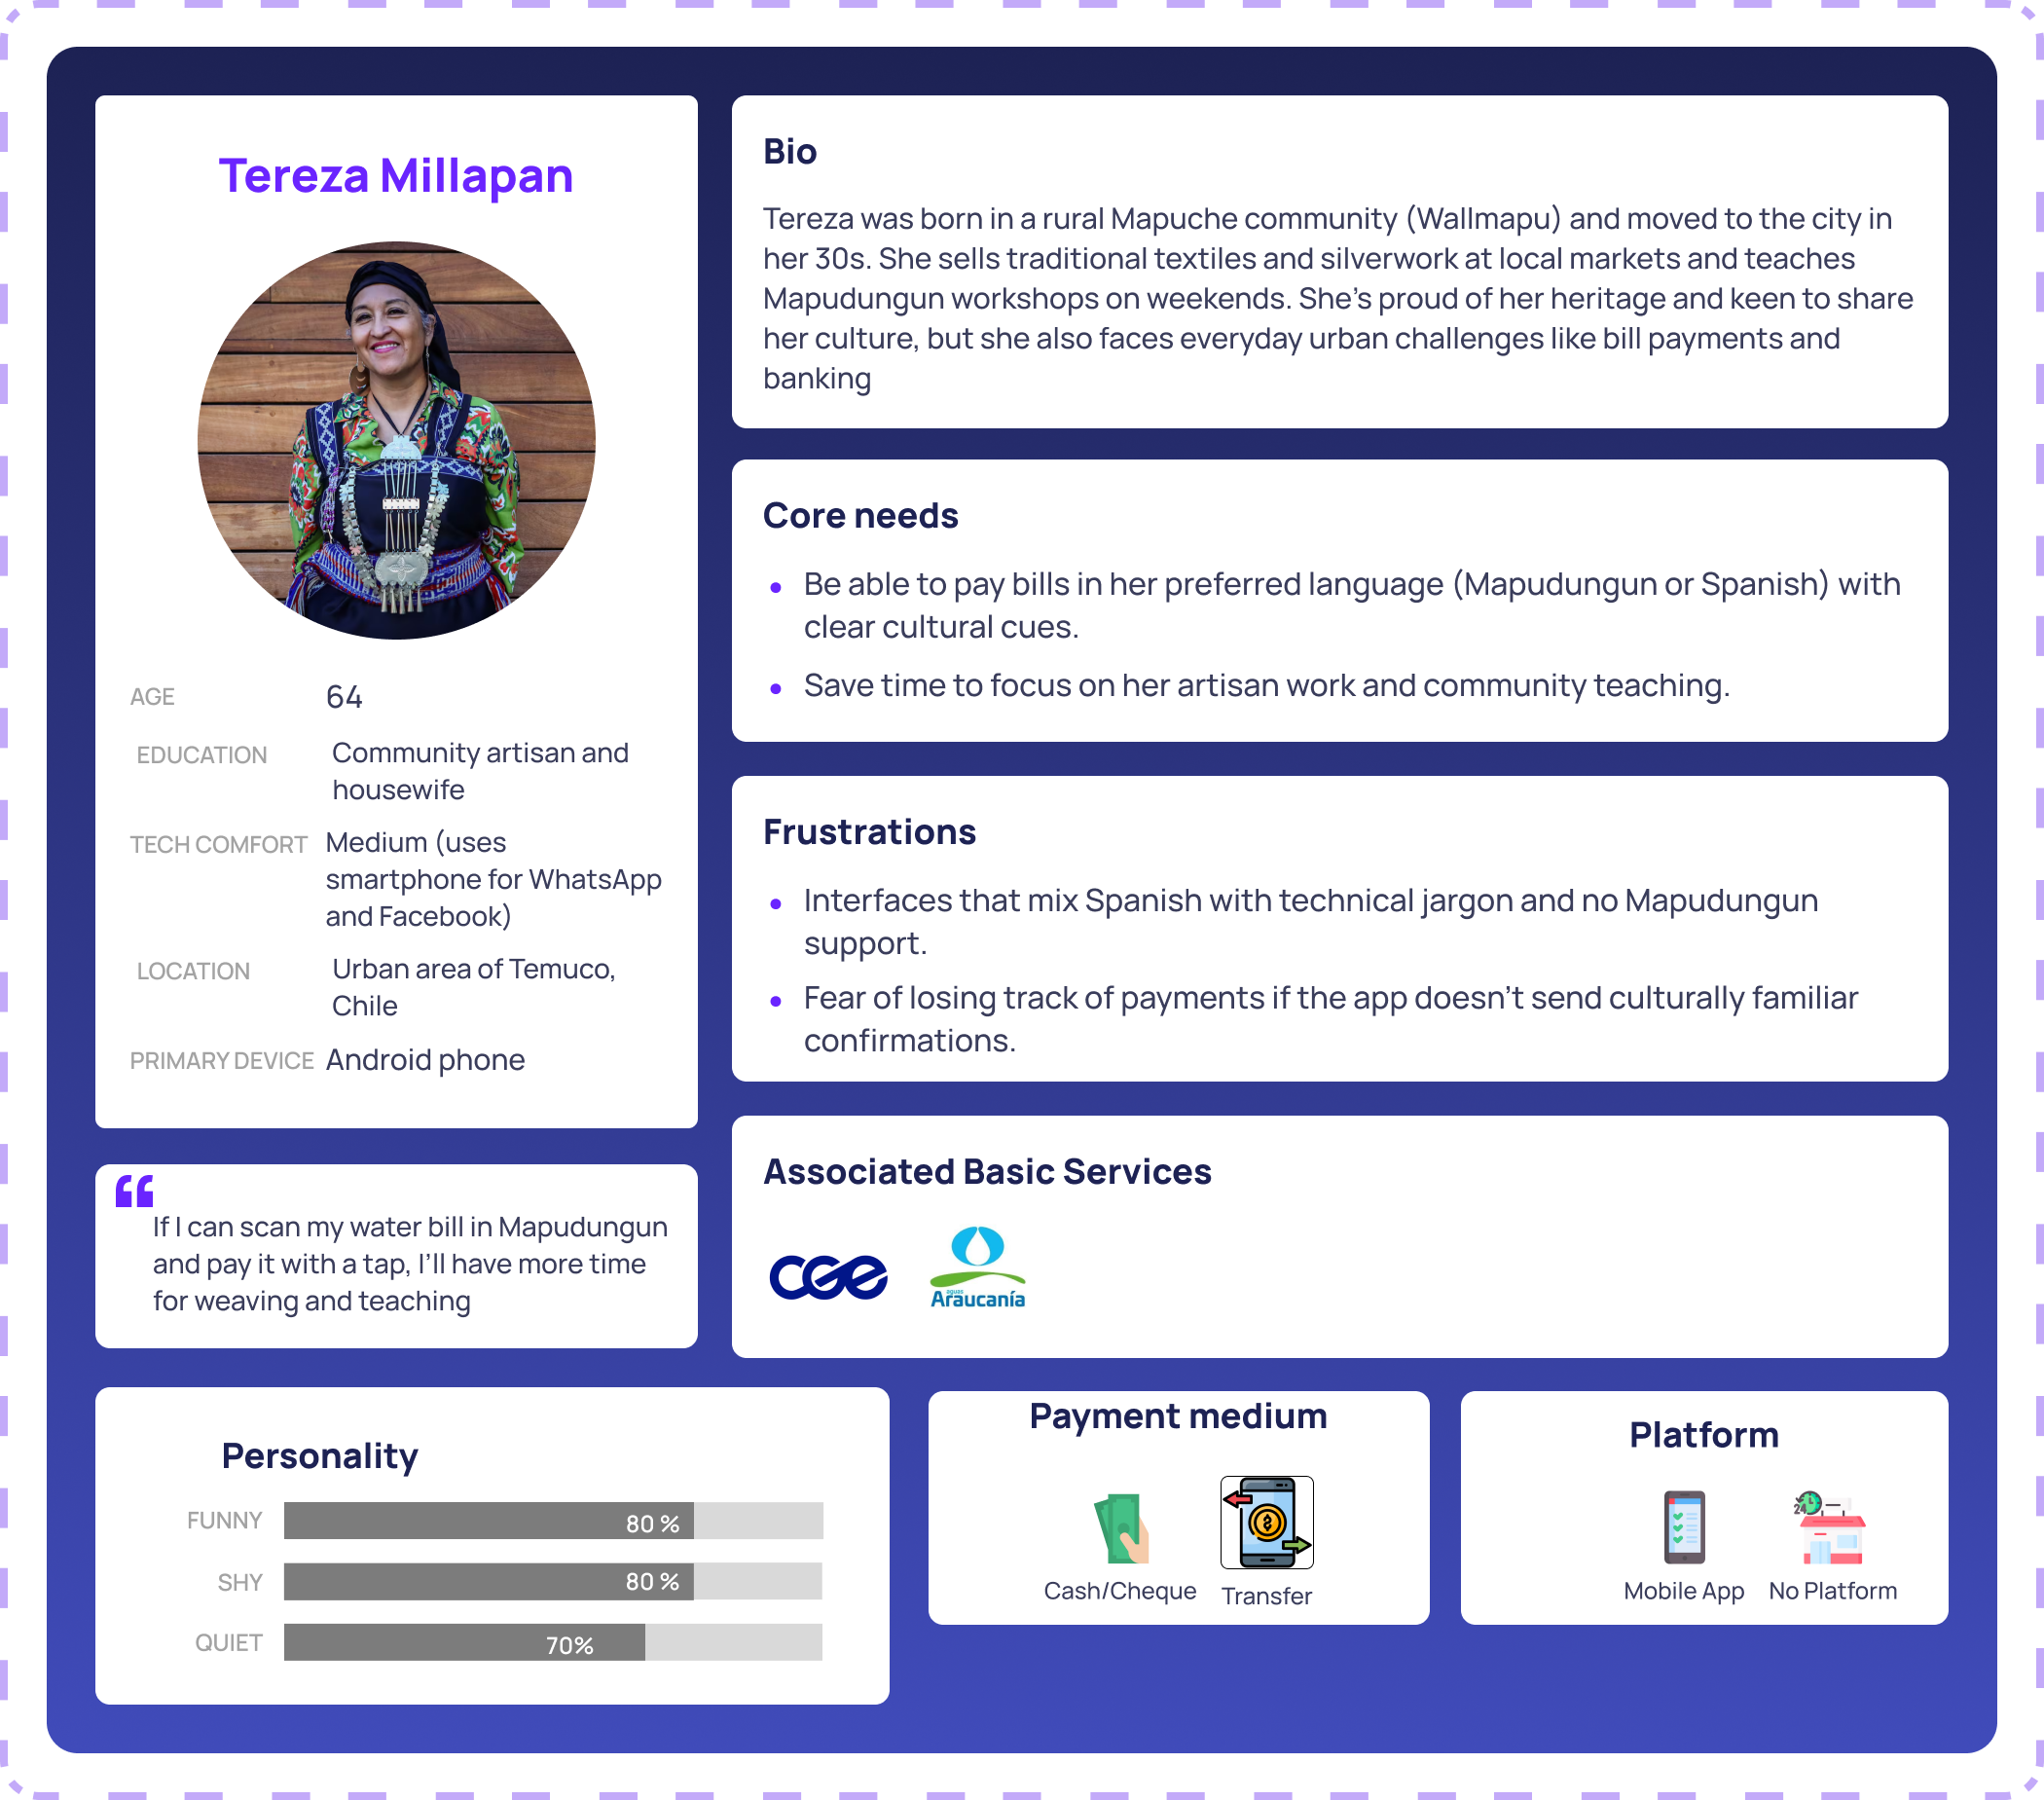 Tereza Millapan
AGE 64
EDUCATION Community artisan and
housewife
TECH COMFORT Medium (uses
smartphone for WhatsApp
and Facebook)
LOCATION Urban area of Temuco,
Chile
PRIMARY DEVICE Android phone
“
If I can scan my water bill in Mapudungun
and pay it with a tap, I’ll have more time
for weaving and teaching
Bio
Tereza was born in a rural Mapuche community (Wallmapu) and moved to the city in
her 30s. She sells traditional textiles and silverwork at local markets and teaches
Mapudungun workshops on weekends. She’s proud of her heritage and keen to share
her culture, but she also faces everyday urban challenges like bill payments and
banking
Core needs
• Be able to pay bills in her preferred language (Mapudungun or Spanish) with
clear cultural cues.
• Save time to focus on her artisan work and community teaching.
Frustrations
• Interfaces that mix Spanish with technical jargon and no Mapudungun
support.
• Fear of losing track of payments if the app doesn’t send culturally familiar
confirmations.
Associated Basic Services
cge
aguas
Araucanía
Personality
FUNNY 80 %
SHY 80 %
QUIET 70%
Payment medium
Cash/Cheque Transfer
Platform
24
Mobile App No Platform